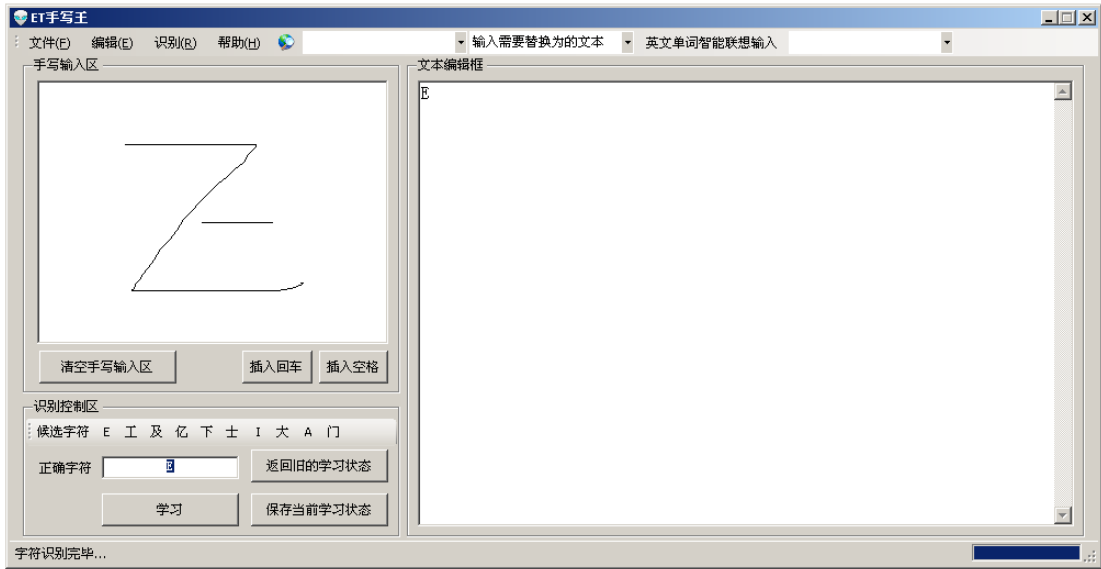 ET手写王
文件(F) 编辑(E) 识别(R) 帮助(H) 输入需要替换为的文本 英文单词智能联想输入
手写输入区
清空手写输入区 插入回车 插入空格
识别控制区
候选字符 E 工 及 亿 下 士 I 大 A 门
正确字符 E 返回旧的学习状态
学习 保存当前学习状态
文本编辑框
E
字符识别完毕...